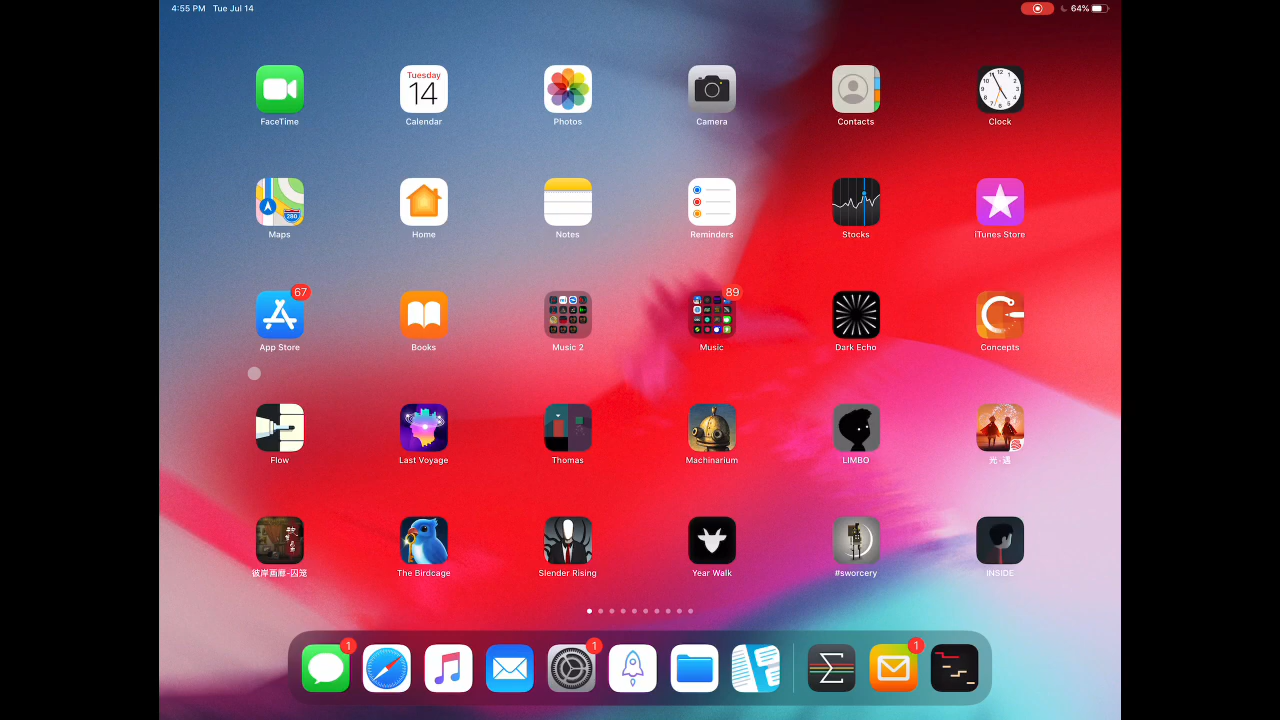 4:55 PM Tue Jul 14
64%
Tuesday
14
FaceTime
Calendar
Photos
Camera
Contacts
Clock
280
Maps
Home
Notes
Reminders
Stocks
iTunes Store
67
89
App Store
Books
Music 2
Music
Dark Echo
Concepts
Flow
Last Voyage
Thomas
Machinarium
LIMBO
光·遇
彼岸画廊-囚笼
The Birdcage
Slender Rising
Year Walk
#sworcery
INSIDE
1
1
1